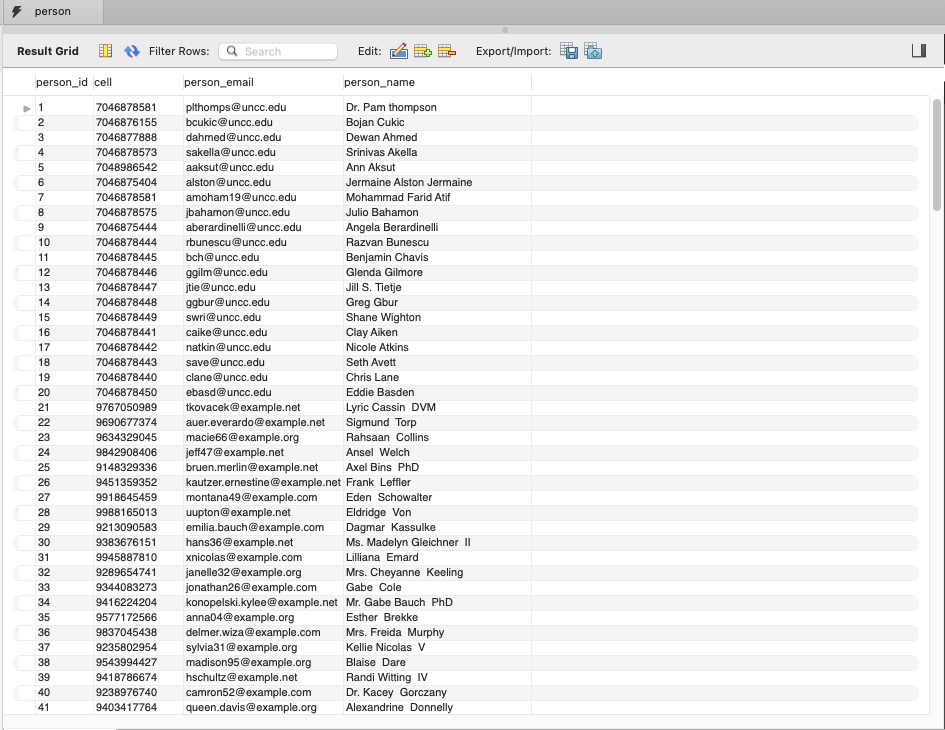 person
Result Grid Filter Rows: Search Edit: Export/Import:
person_id cell person_email person_name
1 7046878581 plthomps@uncc.edu Dr. Pam thompson
2 7046876155 bcukic@uncc.edu Bojan Cukic
3 7046877888 dahmed@uncc.edu Dewan Ahmed
4 7046878573 sakella@uncc.edu Srinivas Akella
5 7048986542 aaksut@uncc.edu Ann Aksut
6 7046875404 alston@uncc.edu Jermaine Alston Jermaine
7 7046878581 amoham19@uncc.edu Mohammad Farid Atif
8 7046878575 jbahamon@uncc.edu Julio Bahamon
9 7046875444 aberardinelli@uncc.edu Angela Berardinelli
10 7046878444 rbunescu@uncc.edu Razvan Bunescu
11 7046878445 bch@uncc.edu Benjamin Chavis
12 7046878446 ggilm@uncc.edu Glenda Gilmore
13 7046878447 jtie@uncc.edu Jill S. Tietje
14 7046878448 ggbur@uncc.edu Greg Gbur
15 7046878449 swri@uncc.edu Shane Wighton
16 7046878441 caike@uncc.edu Clay Aiken
17 7046878442 natkin@uncc.edu Nicole Atkins
18 7046878443 save@uncc.edu Seth Avett
19 7046878440 clane@uncc.edu Chris Lane
20 7046878450 ebasd@uncc.edu Eddie Basden
21 9767050989 tkovacek@example.net Lyric Cassin  DVM
22 9690677374 auer.everardo@example.net Sigmund  Torp
23 9634329045 macie66@example.org Rahsaan  Collins
24 9842908406 jeff47@example.net Ansel  Welch
25 9148329336 bruen.merlin@example.net Axel Bins  PhD
26 9451359352 kautzer.ernestine@example.net Frank  Leffler
27 9918645459 montana49@example.com Eden  Schowalter
28 9988165013 uupton@example.net Eldridge  Von
29 9213090583 emilia.bauch@example.com Dagmar  Kassulke
30 9383676151 hans36@example.net Ms. Madelyn Gleichner  II
31 9945887810 xnicolas@example.com Lilliana  Emard
32 9289654741 janelle32@example.org Mrs. Cheyanne  Keeling
33 9344083273 jonathan26@example.com Gabe  Cole
34 9416224204 konopelski.kylee@example.net Mr. Gabe Bauch  PhD
35 9577172566 anna04@example.org Esther  Brekke
36 9837045438 delmer.wiza@example.com Mrs. Freida  Murphy
37 9235802954 sylvia31@example.org Kellie Nicolas  V
38 9543994427 madison95@example.org Blaise  Dare
39 9418786674 hschultz@example.net Randi Witting  IV
40 9238976740 camron52@example.com Dr. Kacey  Gorczany
41 9403417764 queen.davis@example.org Alexandrine  Donnelly